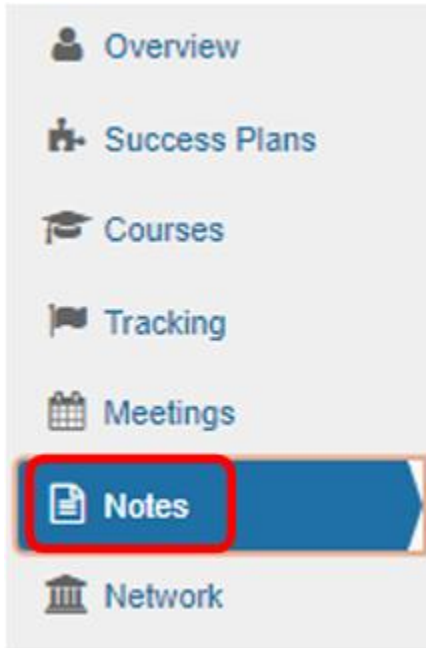 Overview
Success Plans
Courses
Tracking
Meetings
Notes
Network